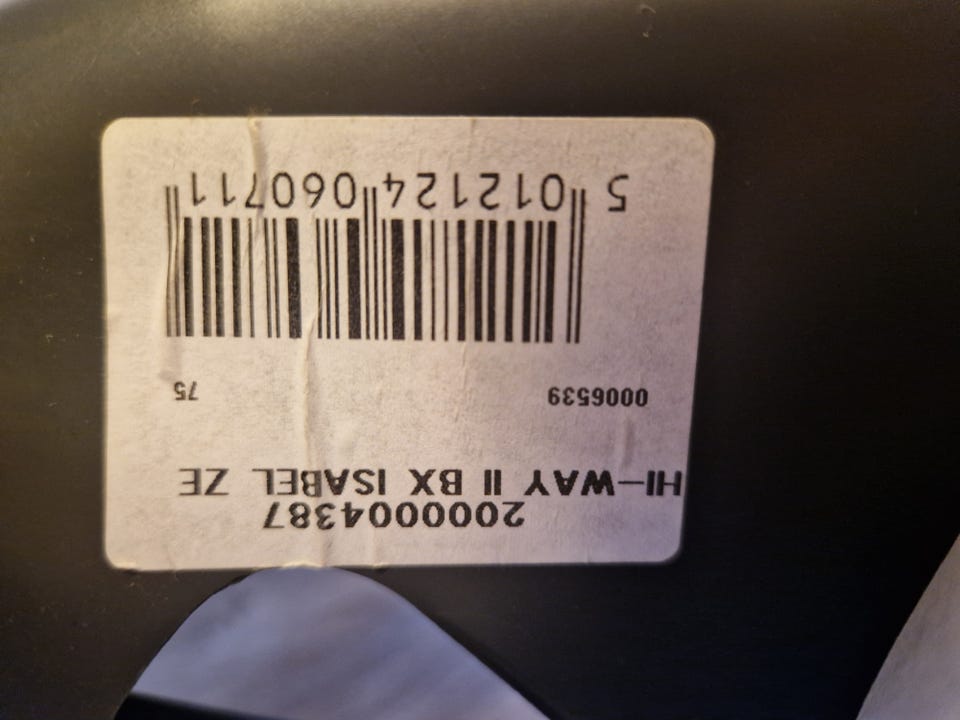 2000004387
HI-WAY II BX ISABEL ZE
0006539 75
5 012124 060711